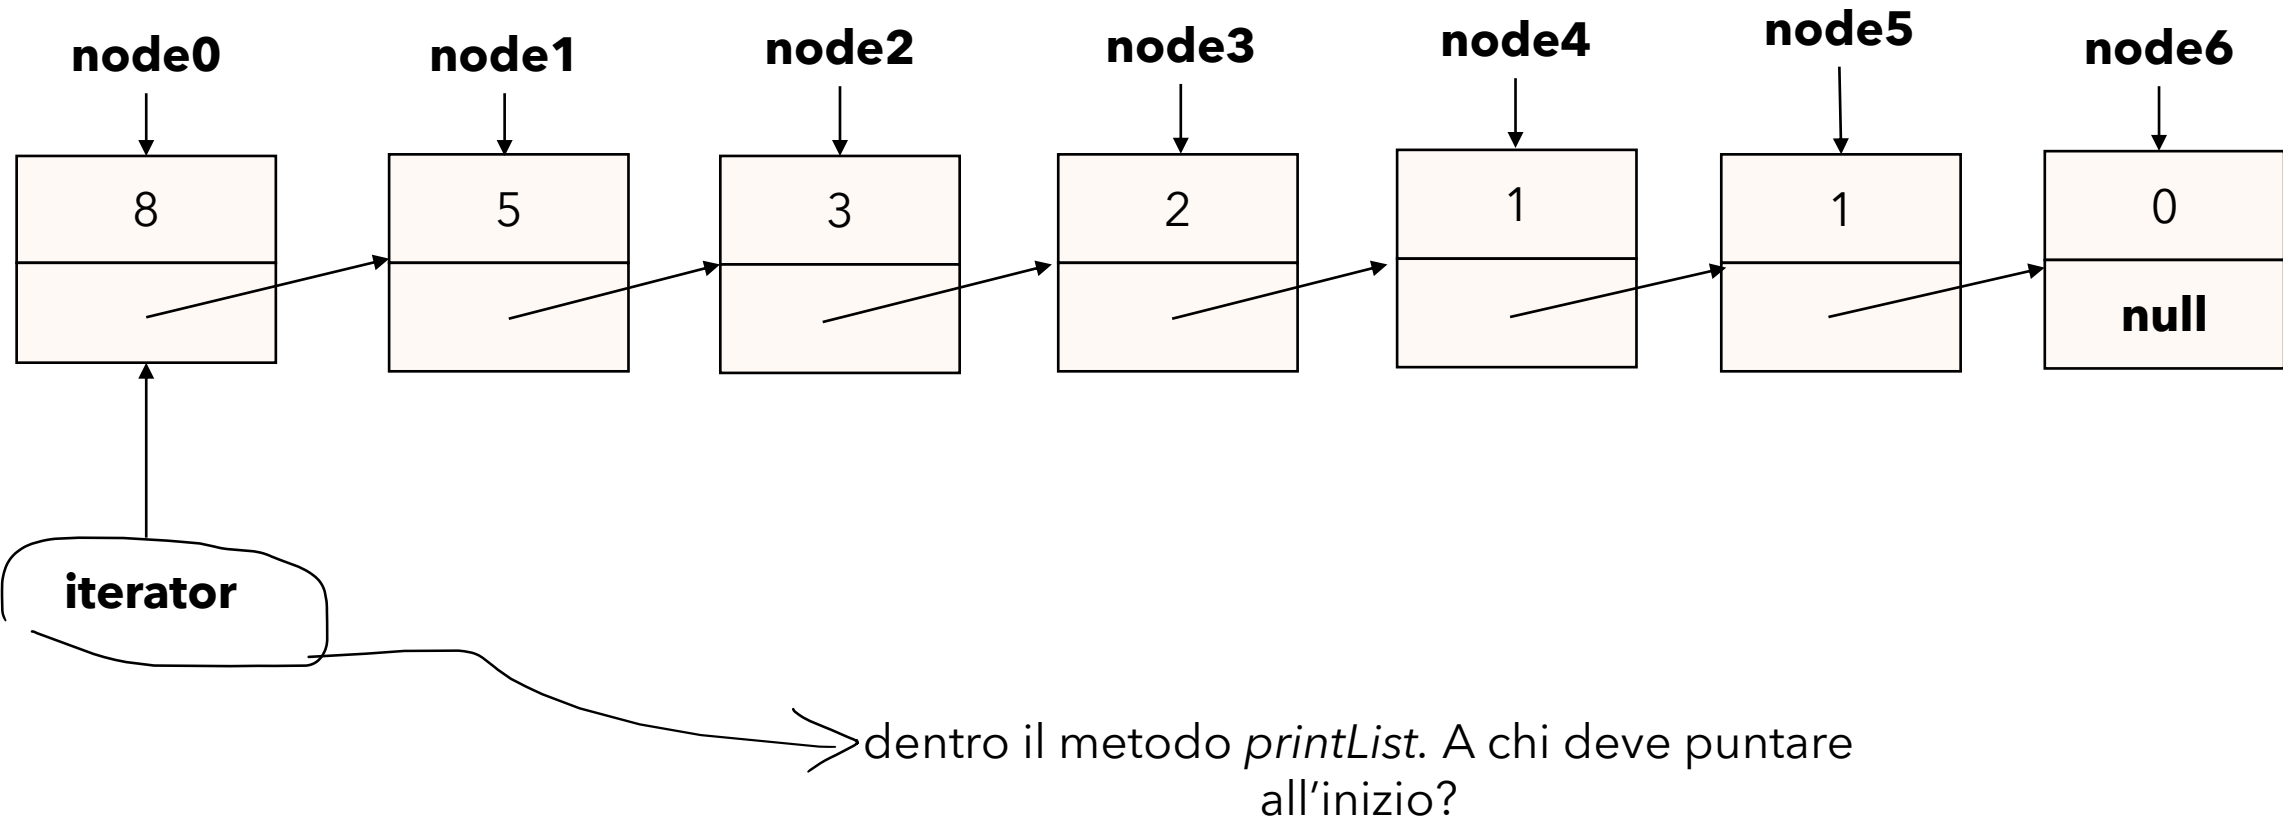 node0 node1 node2 node3 node4 node5 node6
8 5 3 2 1 1 0
null
iterator
dentro il metodo printList. A chi deve puntare
all’inizio?